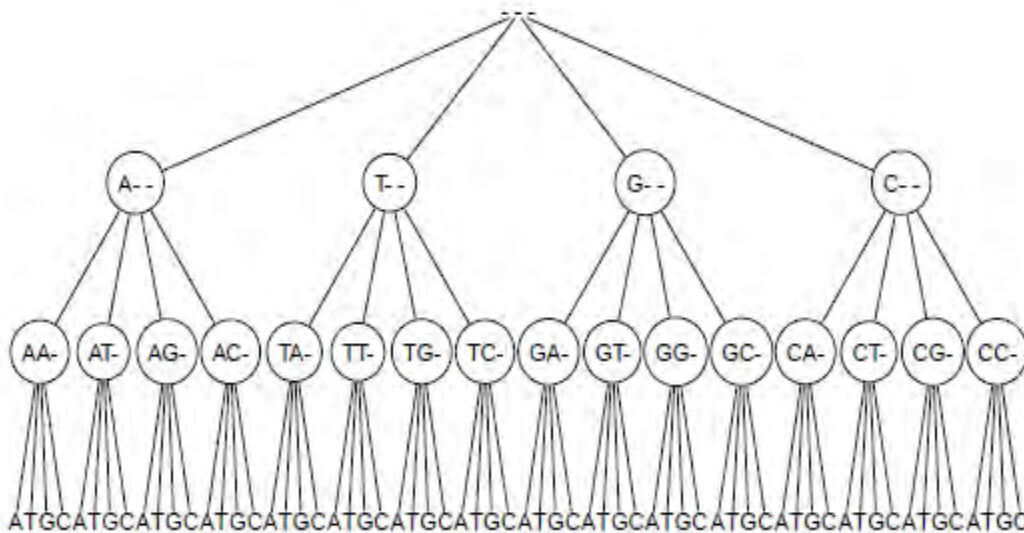 ---
A-- T-- G-- C--
AA- AT- AG- AC- TA- TT- TG- TC- GA- GT- GG- GC- CA- CT- CG- CC-
ATGCATGCATGCATGCATGCATGCATGCATGCATGCATGCATGCATGCATGCATGCATGCATGC